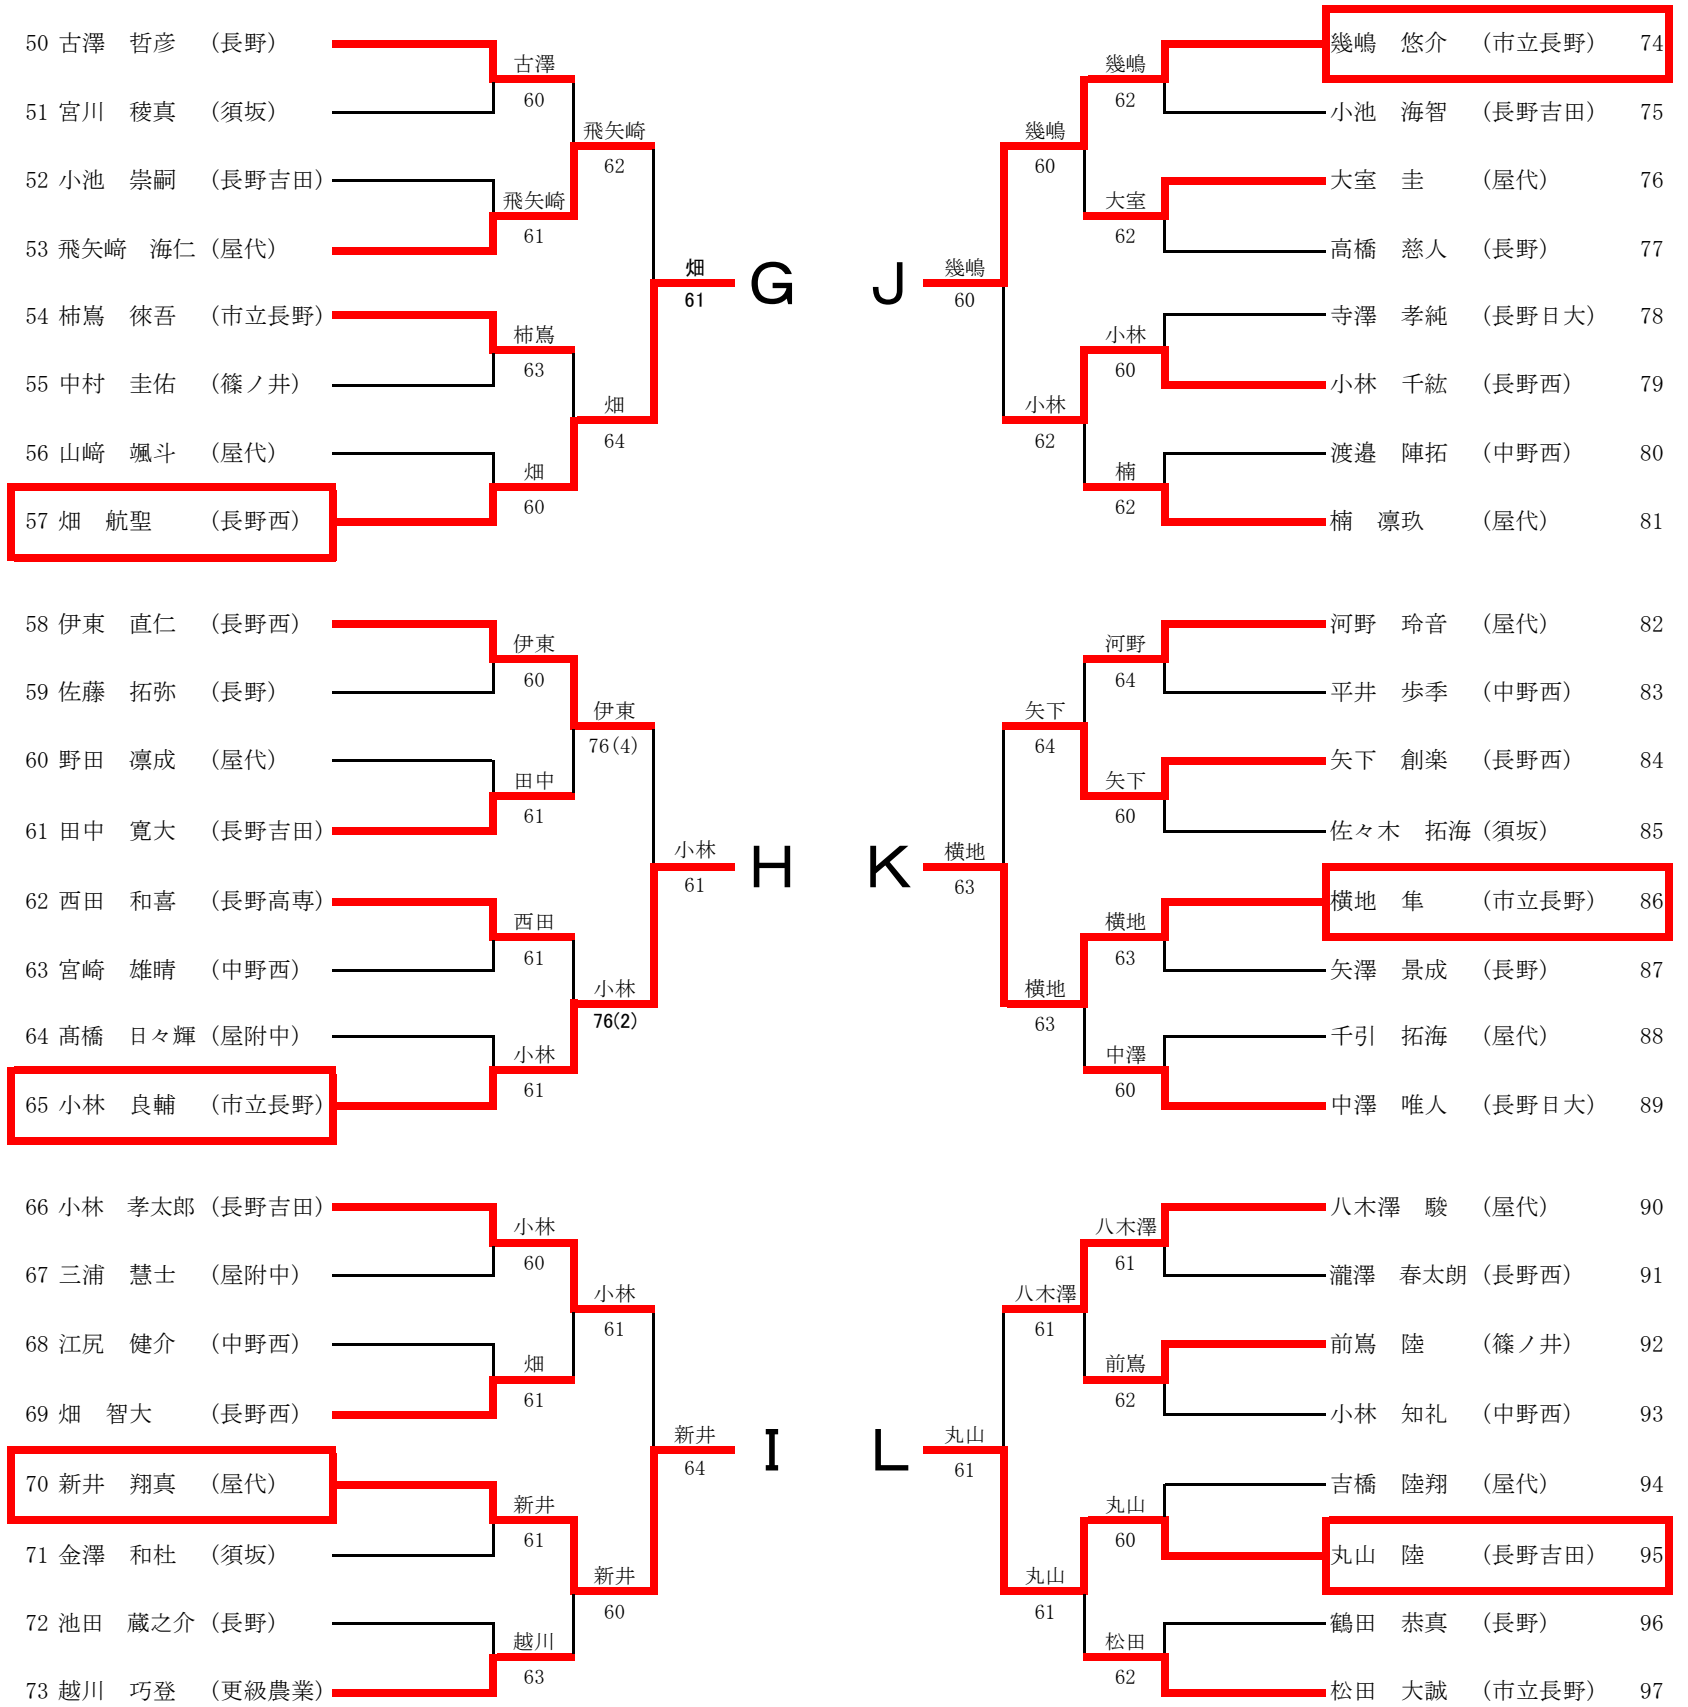 50 古澤　哲彦　(長野)
古澤
60
51 宮川　稜真　(須坂)
飛矢崎
62
52 小池　崇嗣　(長野吉田)
飛矢崎
61
53 飛矢﨑　海仁 (屋代)
畑
61
G
54 柿嶌　徠吾　(市立長野)
柿嶌
63
55 中村　圭佑　(篠ノ井)
畑
64
56 山﨑　颯斗　(屋代)
畑
60
57 畑　航聖　(長野西)
58 伊東　直仁　(長野西)
伊東
60
59 佐藤　拓弥　(長野)
伊東
76(4)
60 野田　凛成　(屋代)
田中
61
61 田中　寛大　(長野吉田)
小林
61
H
62 西田　和喜　(長野高専)
西田
61
63 宮崎　雄晴　(中野西)
小林
76(2)
64 髙橋　日々輝 (屋附中)
小林
61
65 小林　良輔　(市立長野)
66 小林　孝太郎 (長野吉田)
小林
60
67 三浦　慧士　(屋附中)
小林
61
68 江尻　健介　(中野西)
畑
61
69 畑　智大　(長野西)
新井
64
I
70 新井　翔真　(屋代)
新井
61
71 金澤　和杜　(須坂)
新井
60
72 池田　蔵之介 (長野)
越川
63
73 越川　巧登　(更級農業)
幾嶋　悠介　(市立長野)　74
幾嶋
62
小池　海智　(長野吉田)　75
幾嶋
60
大室　圭　(屋代)　76
大室
62
高橋　慈人　(長野)　77
J
幾嶋
60
寺澤　孝純　(長野日大)　78
小林
60
小林　千紘　(長野西)　79
小林
62
渡邉　陣拓　(中野西)　80
楠
62
楠　凛玖　(屋代)　81
河野　玲音　(屋代)　82
河野
64
平井　歩季　(中野西)　83
矢下
64
矢下　創楽　(長野西)　84
矢下
60
佐々木　拓海 (須坂)　85
K
横地
63
横地　隼　(市立長野)　86
横地
63
矢澤　景成　(長野)　87
横地
63
千引　拓海　(屋代)　88
中澤
60
中澤　唯人　(長野日大)　89
八木澤　駿　(屋代)　90
八木澤
61
瀧澤　春太朗 (長野西)　91
八木澤
61
前嶌　陸　(篠ノ井)　92
前嶌
62
小林　知礼　(中野西)　93
L
丸山
61
吉橋　陸翔　(屋代)　94
丸山
60
丸山　陸　(長野吉田)　95
丸山
61
鶴田　恭真　(長野)　96
松田
62
松田　大誠　(市立長野)　97